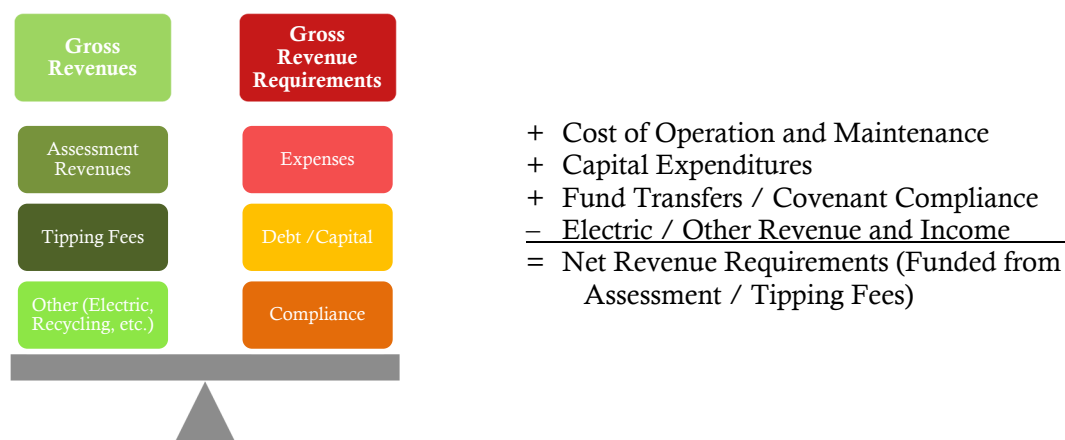 Gross
Revenues
Gross
Revenue
Requirements
Assessment
Revenues
Expenses
Tipping Fees
Debt /Capital
Other (Electric,
Recycling, etc.)
Compliance
+ Cost of Operation and Maintenance
+ Capital Expenditures
+ Fund Transfers / Covenant Compliance
– Electric / Other Revenue and Income
= Net Revenue Requirements (Funded from
Assessment / Tipping Fees)